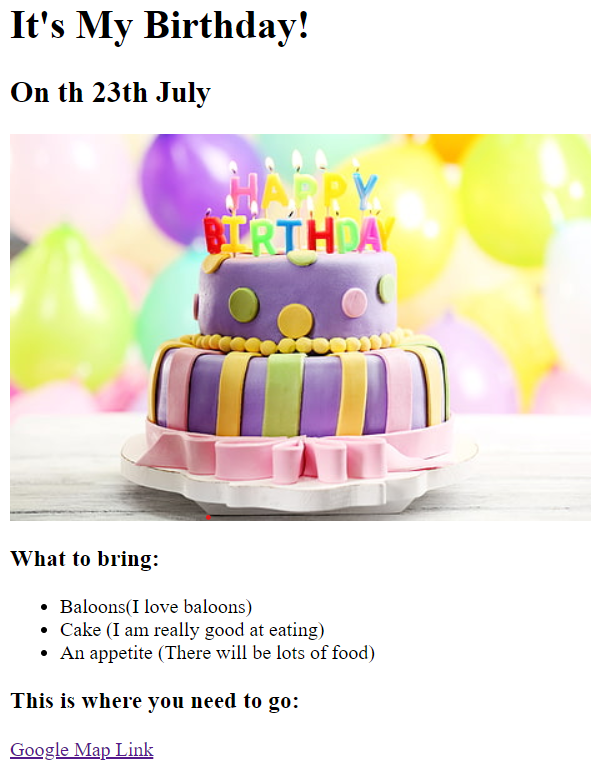 It's My Birthday!
On th 23th July
HAPPY
BIRTHDAY
What to bring:
Baloons(I love baloons)
Cake (I am really good at eating)
An appetite (There will be lots of food)
This is where you need to go:
Google Map Link